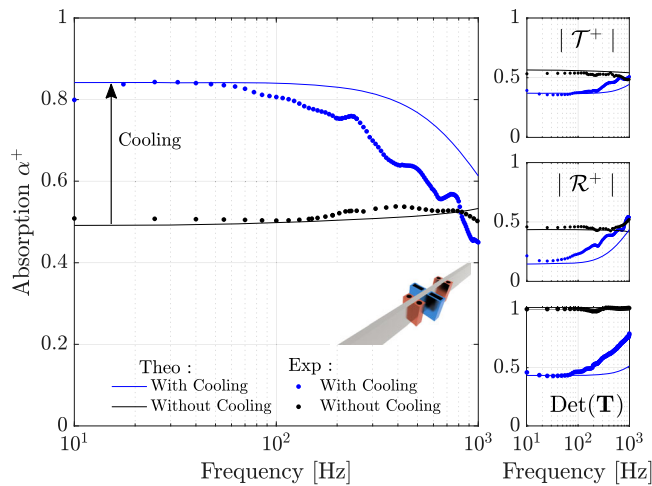 1
0.8
0.6
0.4
0.2
0
Absorption α⁺
Cooling
Theo :
With Cooling
Without Cooling
Exp :
With Cooling
Without Cooling
10¹
10²
10³
Frequency [Hz]
1
0.5
0
| 𝒯⁺ |
1
0.5
0
| ℛ⁺ |
1
0.5
0
Det(𝐓)
10¹
10²
10³
Frequency [Hz]